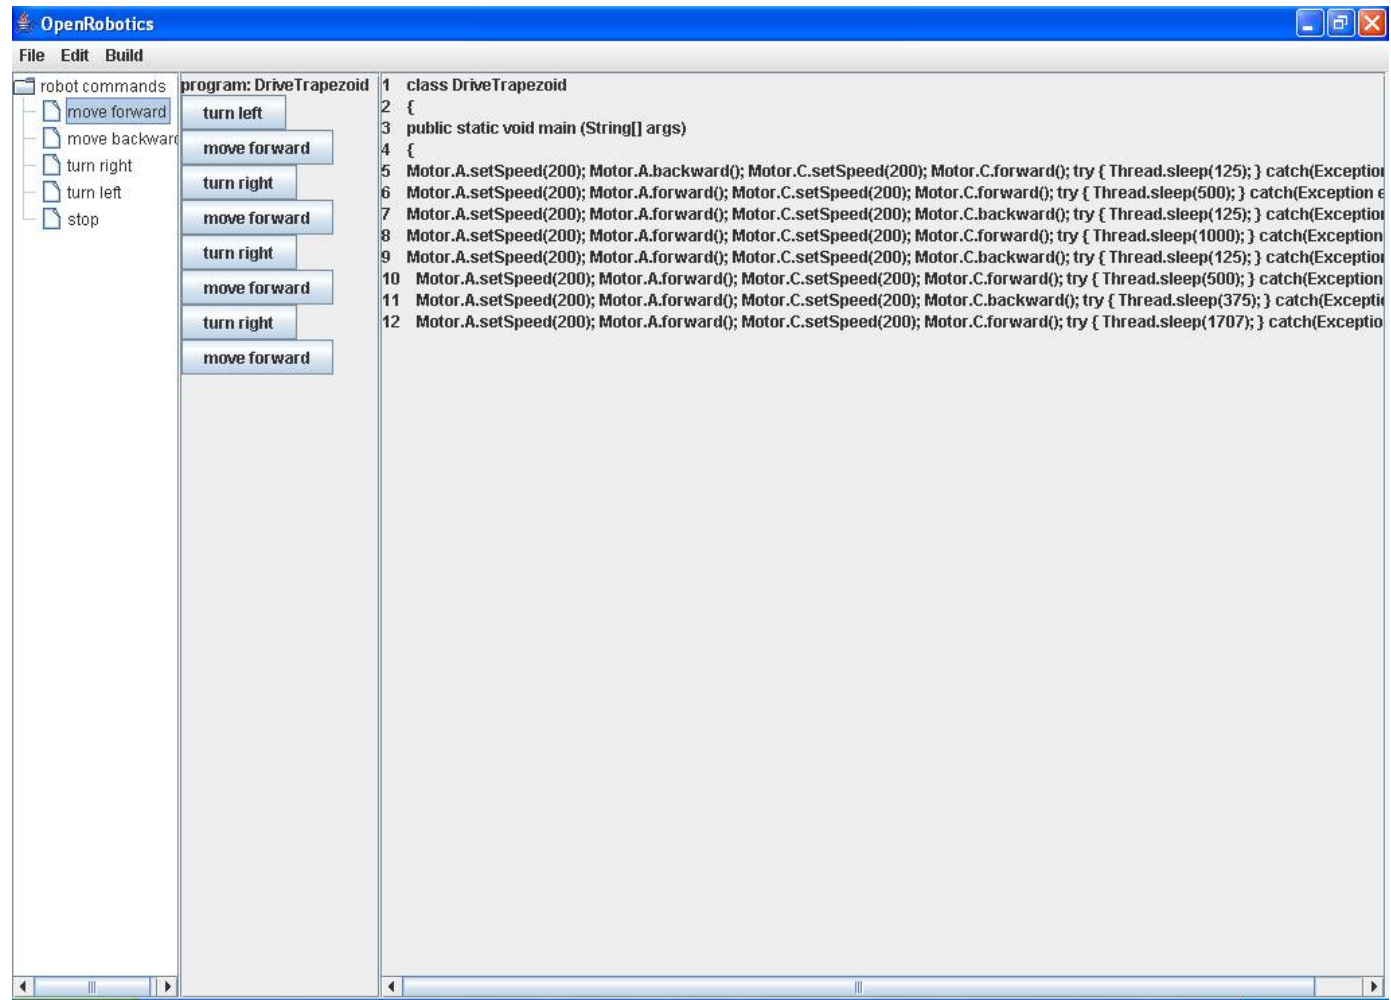 OpenRobotics
File Edit Build
robot commands
move forward
move backward
turn right
turn left
stop
program: DriveTrapezoid
turn left
move forward
turn right
move forward
turn right
move forward
turn right
move forward
1 class DriveTrapezoid
2 {
3 public static void main (String[] args)
4 {
5 Motor.A.setSpeed(200); Motor.A.backward(); Motor.C.setSpeed(200); Motor.C.forward(); try { Thread.sleep(125); } catch(Exception
6 Motor.A.setSpeed(200); Motor.A.forward(); Motor.C.setSpeed(200); Motor.C.forward(); try { Thread.sleep(500); } catch(Exception e
7 Motor.A.setSpeed(200); Motor.A.forward(); Motor.C.setSpeed(200); Motor.C.backward(); try { Thread.sleep(125); } catch(Exception
8 Motor.A.setSpeed(200); Motor.A.forward(); Motor.C.setSpeed(200); Motor.C.forward(); try { Thread.sleep(1000); } catch(Exception
9 Motor.A.setSpeed(200); Motor.A.forward(); Motor.C.setSpeed(200); Motor.C.backward(); try { Thread.sleep(125); } catch(Exception
10 Motor.A.setSpeed(200); Motor.A.forward(); Motor.C.setSpeed(200); Motor.C.forward(); try { Thread.sleep(500); } catch(Exception
11 Motor.A.setSpeed(200); Motor.A.forward(); Motor.C.setSpeed(200); Motor.C.backward(); try { Thread.sleep(375); } catch(Excepti
12 Motor.A.setSpeed(200); Motor.A.forward(); Motor.C.setSpeed(200); Motor.C.forward(); try { Thread.sleep(1707); } catch(Exceptio